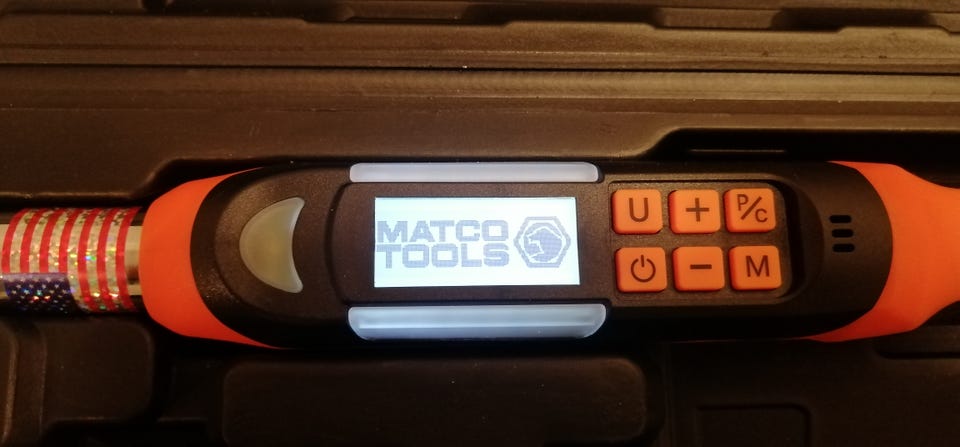 MATCO
TOOLS
U + P/C
− M